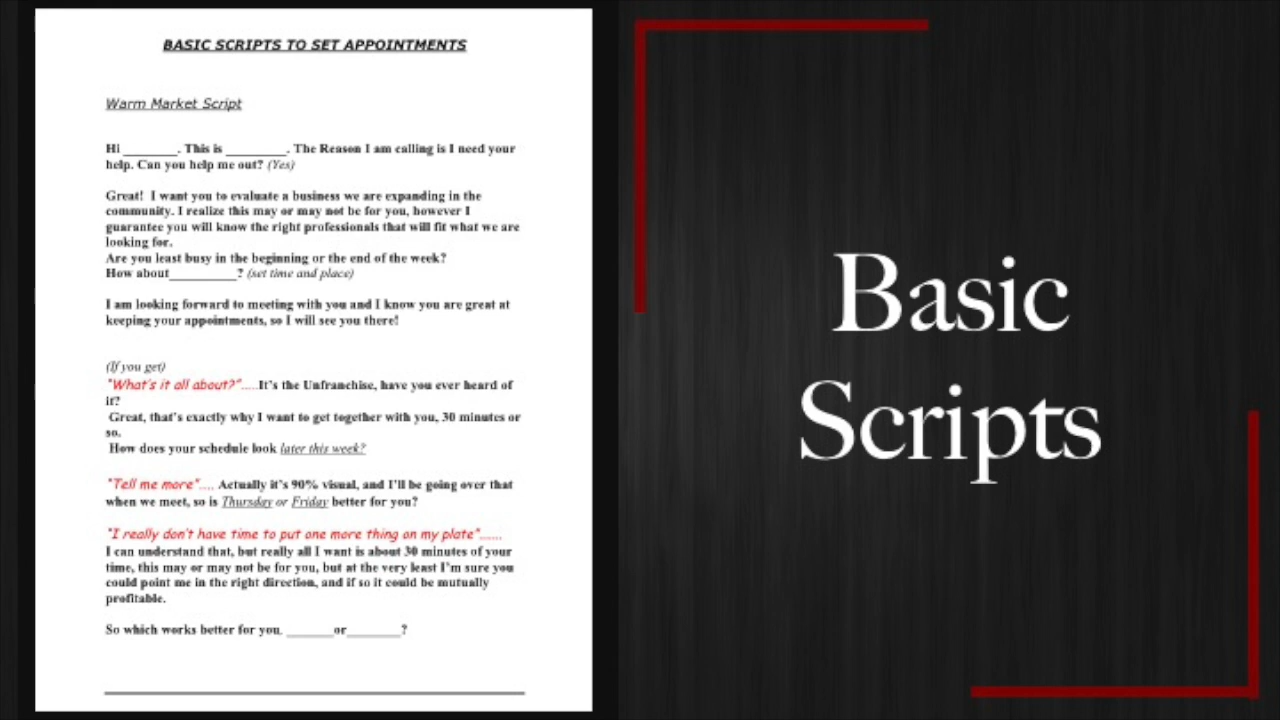 BASIC SCRIPTS TO SET APPOINTMENTS
Warm Market Script
Hi ________. This is _________. The Reason I am calling is I need your
help. Can you help me out? (Yes)
Great! I want you to evaluate a business we are expanding in the
community. I realize this may or may not be for you, however I
guarantee you will know the right professionals that will fit what we are
looking for.
Are you least busy in the beginning or the end of the week?
How about__________? (set time and place)
I am looking forward to meeting with you and I know you are great at
keeping your appointments, so I will see you there!
(If you get)
"What's it all about?".....It's the Unfranchise, have you ever heard of
it?
Great, that's exactly why I want to get together with you, 30 minutes or
so.
How does your schedule look later this week?
"Tell me more".... Actually it's 90% visual, and I'll be going over that
when we meet, so is Thursday or Friday better for you?
"I really don't have time to put one more thing on my plate"......
I can understand that, but really all I want is about 30 minutes of your
time, this may or may not be for you, but at the very least I'm sure you
could point me in the right direction, and if so it could be mutually
profitable.
So which works better for you, _______or________?
Basic
Scripts